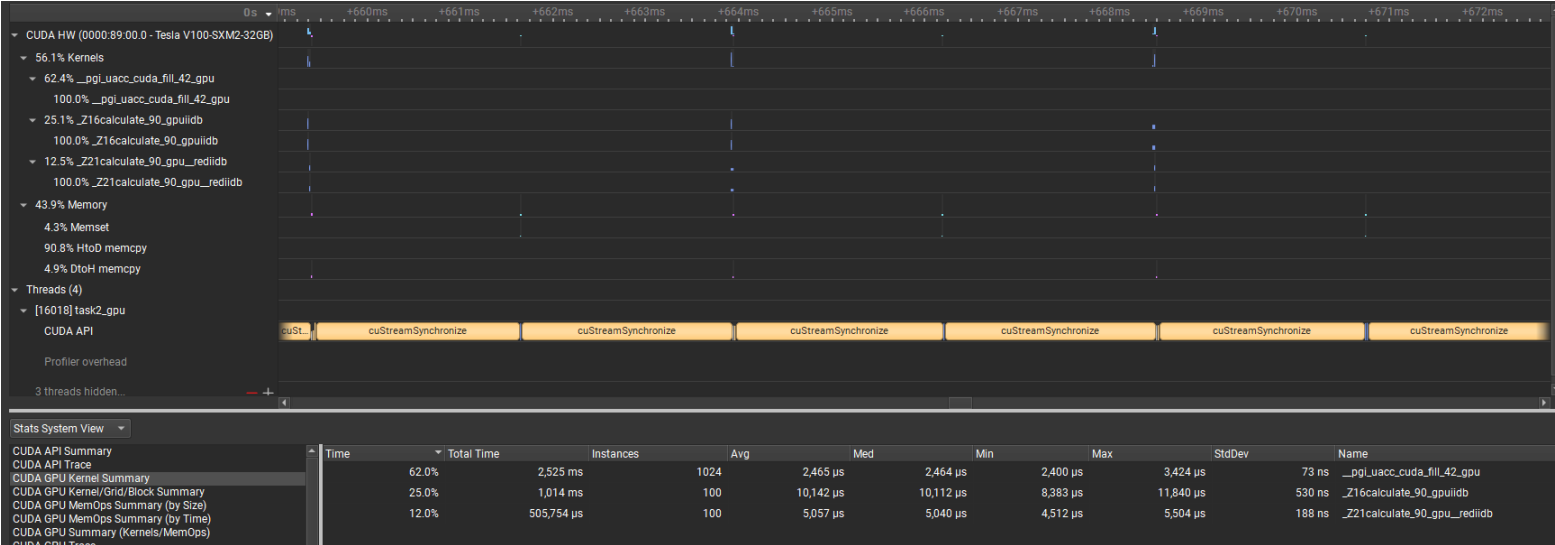 0s ms +660ms +661ms +662ms +663ms +664ms +665ms +666ms +667ms +668ms +669ms +670ms +671ms +672ms
CUDA HW (0000:89:00.0 - Tesla V100-SXM2-32GB)
56.1% Kernels
62.4% __pgi_uacc_cuda_fill_42_gpu
100.0% __pgi_uacc_cuda_fill_42_gpu
25.1% _Z16calculate_90_gpuiidb
100.0% _Z16calculate_90_gpuiidb
12.5% _Z21calculate_90_gpu__rediidb
100.0% _Z21calculate_90_gpu__rediidb
43.9% Memory
4.3% Memset
90.8% HtoD memcpy
4.9% DtoH memcpy
Threads (4)
[16018] task2_gpu
CUDA API cuSt... cuStreamSynchronize cuStreamSynchronize cuStreamSynchronize cuStreamSynchronize cuStreamSynchronize cuStreamSynchronize
Profiler overhead
3 threads hidden...
Stats System View
CUDA API Summary
CUDA API Trace
CUDA GPU Kernel Summary
CUDA GPU Kernel/Grid/Block Summary
CUDA GPU MemOps Summary (by Size)
CUDA GPU MemOps Summary (by Time)
CUDA GPU Summary (Kernels/MemOps)
CUDA GPU Trace
Time Total Time Instances Avg Med Min Max StdDev Name
62.0% 2,525 ms 1024 2,465 μs 2,464 μs 2,400 μs 3,424 μs 73 ns __pgi_uacc_cuda_fill_42_gpu
25.0% 1,014 ms 100 10,142 μs 10,112 μs 8,383 μs 11,840 μs 530 ns _Z16calculate_90_gpuiidb
12.0% 505,754 μs 100 5,057 μs 5,040 μs 4,512 μs 5,504 μs 188 ns _Z21calculate_90_gpu__rediidb